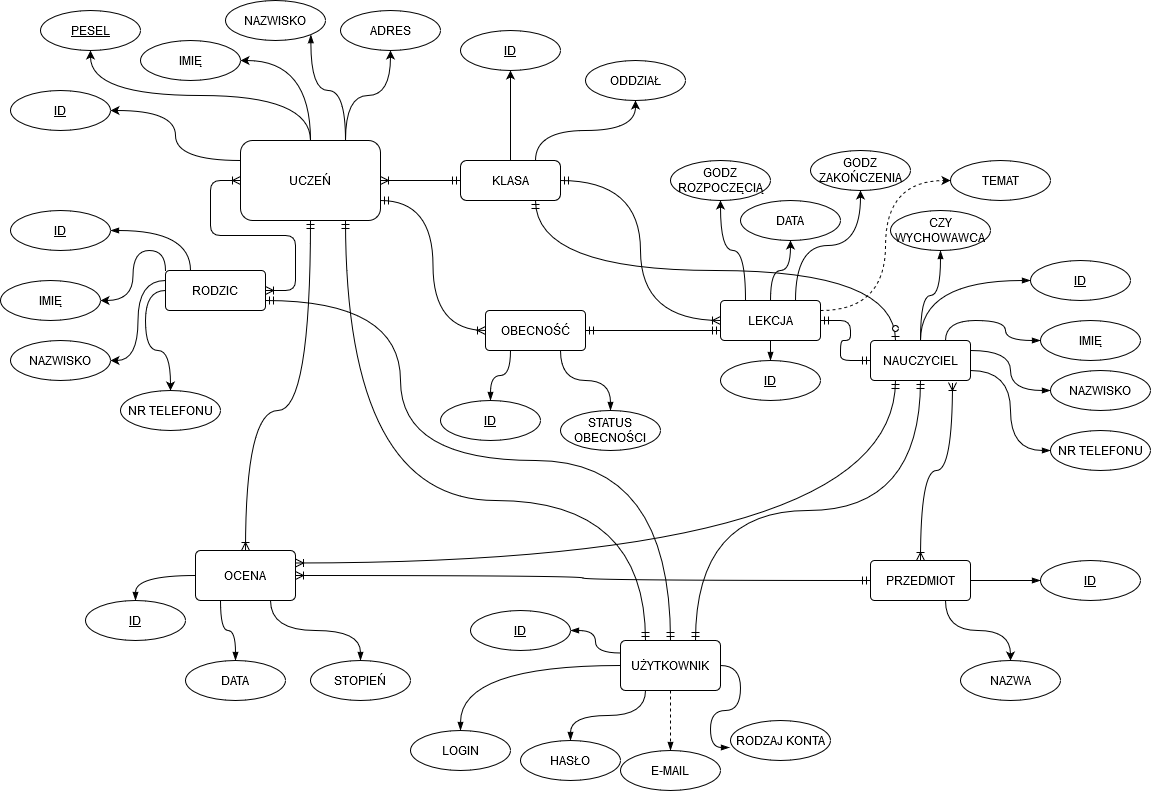 PESEL
NAZWISKO
ADRES
IMIĘ
ID
ID
ODDZIAŁ
UCZEŃ
KLASA
GODZ
ROZPOCZĘCIĄ
GODZ
ZAKOŃCZENIA
TEMAT
DATA
CZY
WYCHOWAWCA
ID
ID
IMIĘ
RODZIC
OBECNOŚĆ
LEKCJA
NAUCZYCIEL
IMIĘ
NAZWISKO
NR TELEFONU
ID
STATUS
OBECNOŚCI
ID
NAZWISKO
NR TELEFONU
OCENA
PRZEDMIOT
ID
ID
DATA
STOPIEŃ
ID
UŻYTKOWNIK
NAZWA
LOGIN
HASŁO
E-MAIL
RODZAJ KONTA